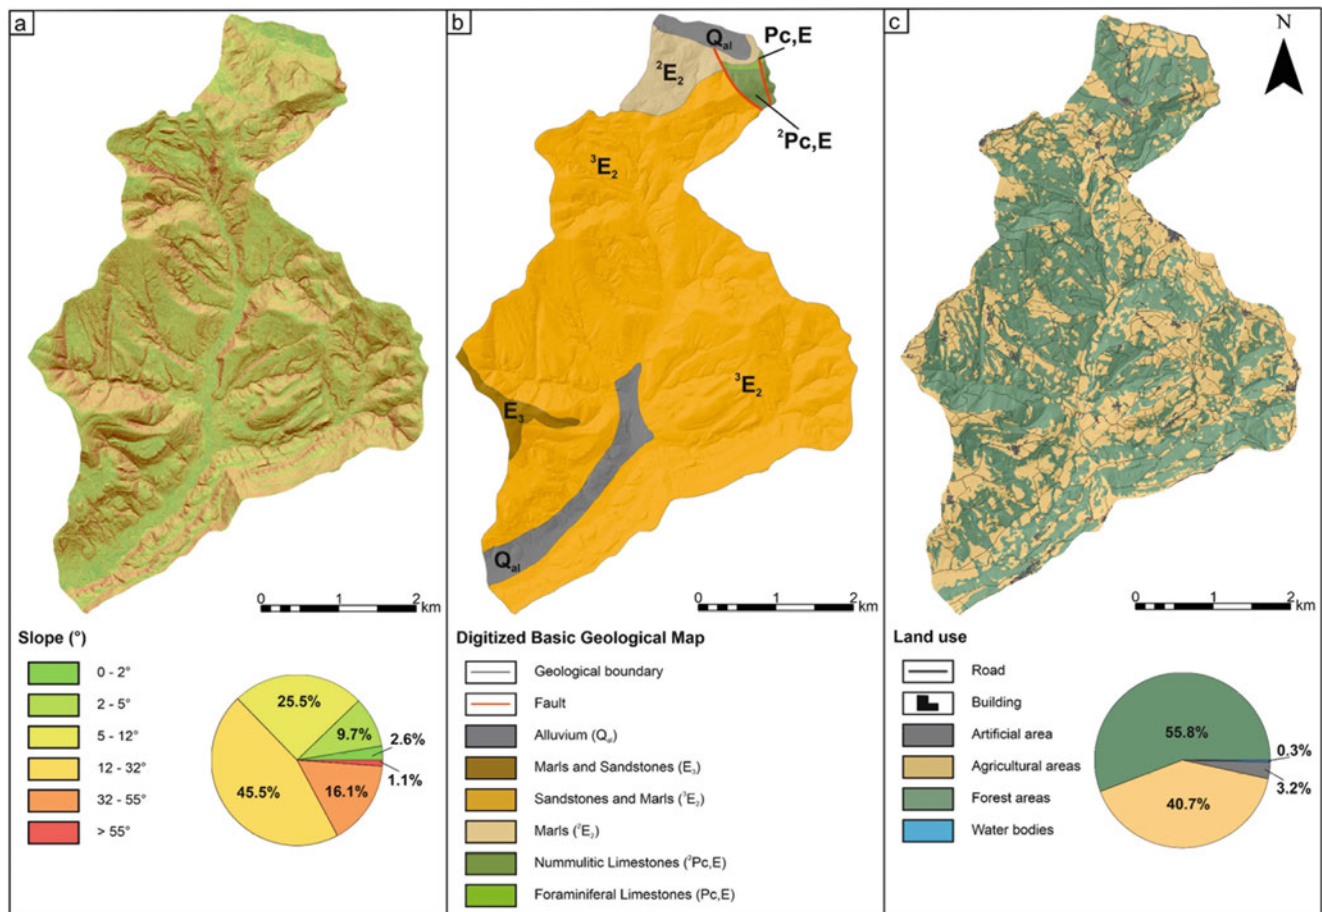 a
0 1 2
km
Slope (°)
0 - 2°
2 - 5°
5 - 12°
12 - 32°
32 - 55°
> 55°
25.5%
9.7%
2.6%
1.1%
16.1%
45.5%
b
Qal
Pc,E
²E₂
²Pc,E
³E₂
³E₂
E₃
Qal
0 1 2
km
Digitized Basic Geological Map
Geological boundary
Fault
Alluvium (Qal)
Marls and Sandstones (E₃)
Sandstones and Marls (³E₂)
Marls (²E₂)
Nummulitic Limestones (²Pc,E)
Foraminiferal Limestones (Pc,E)
c
N
0 1 2
km
Land use
Road
Building
Artificial area
Agricultural areas
Forest areas
Water bodies
55.8%
0.3%
3.2%
40.7%